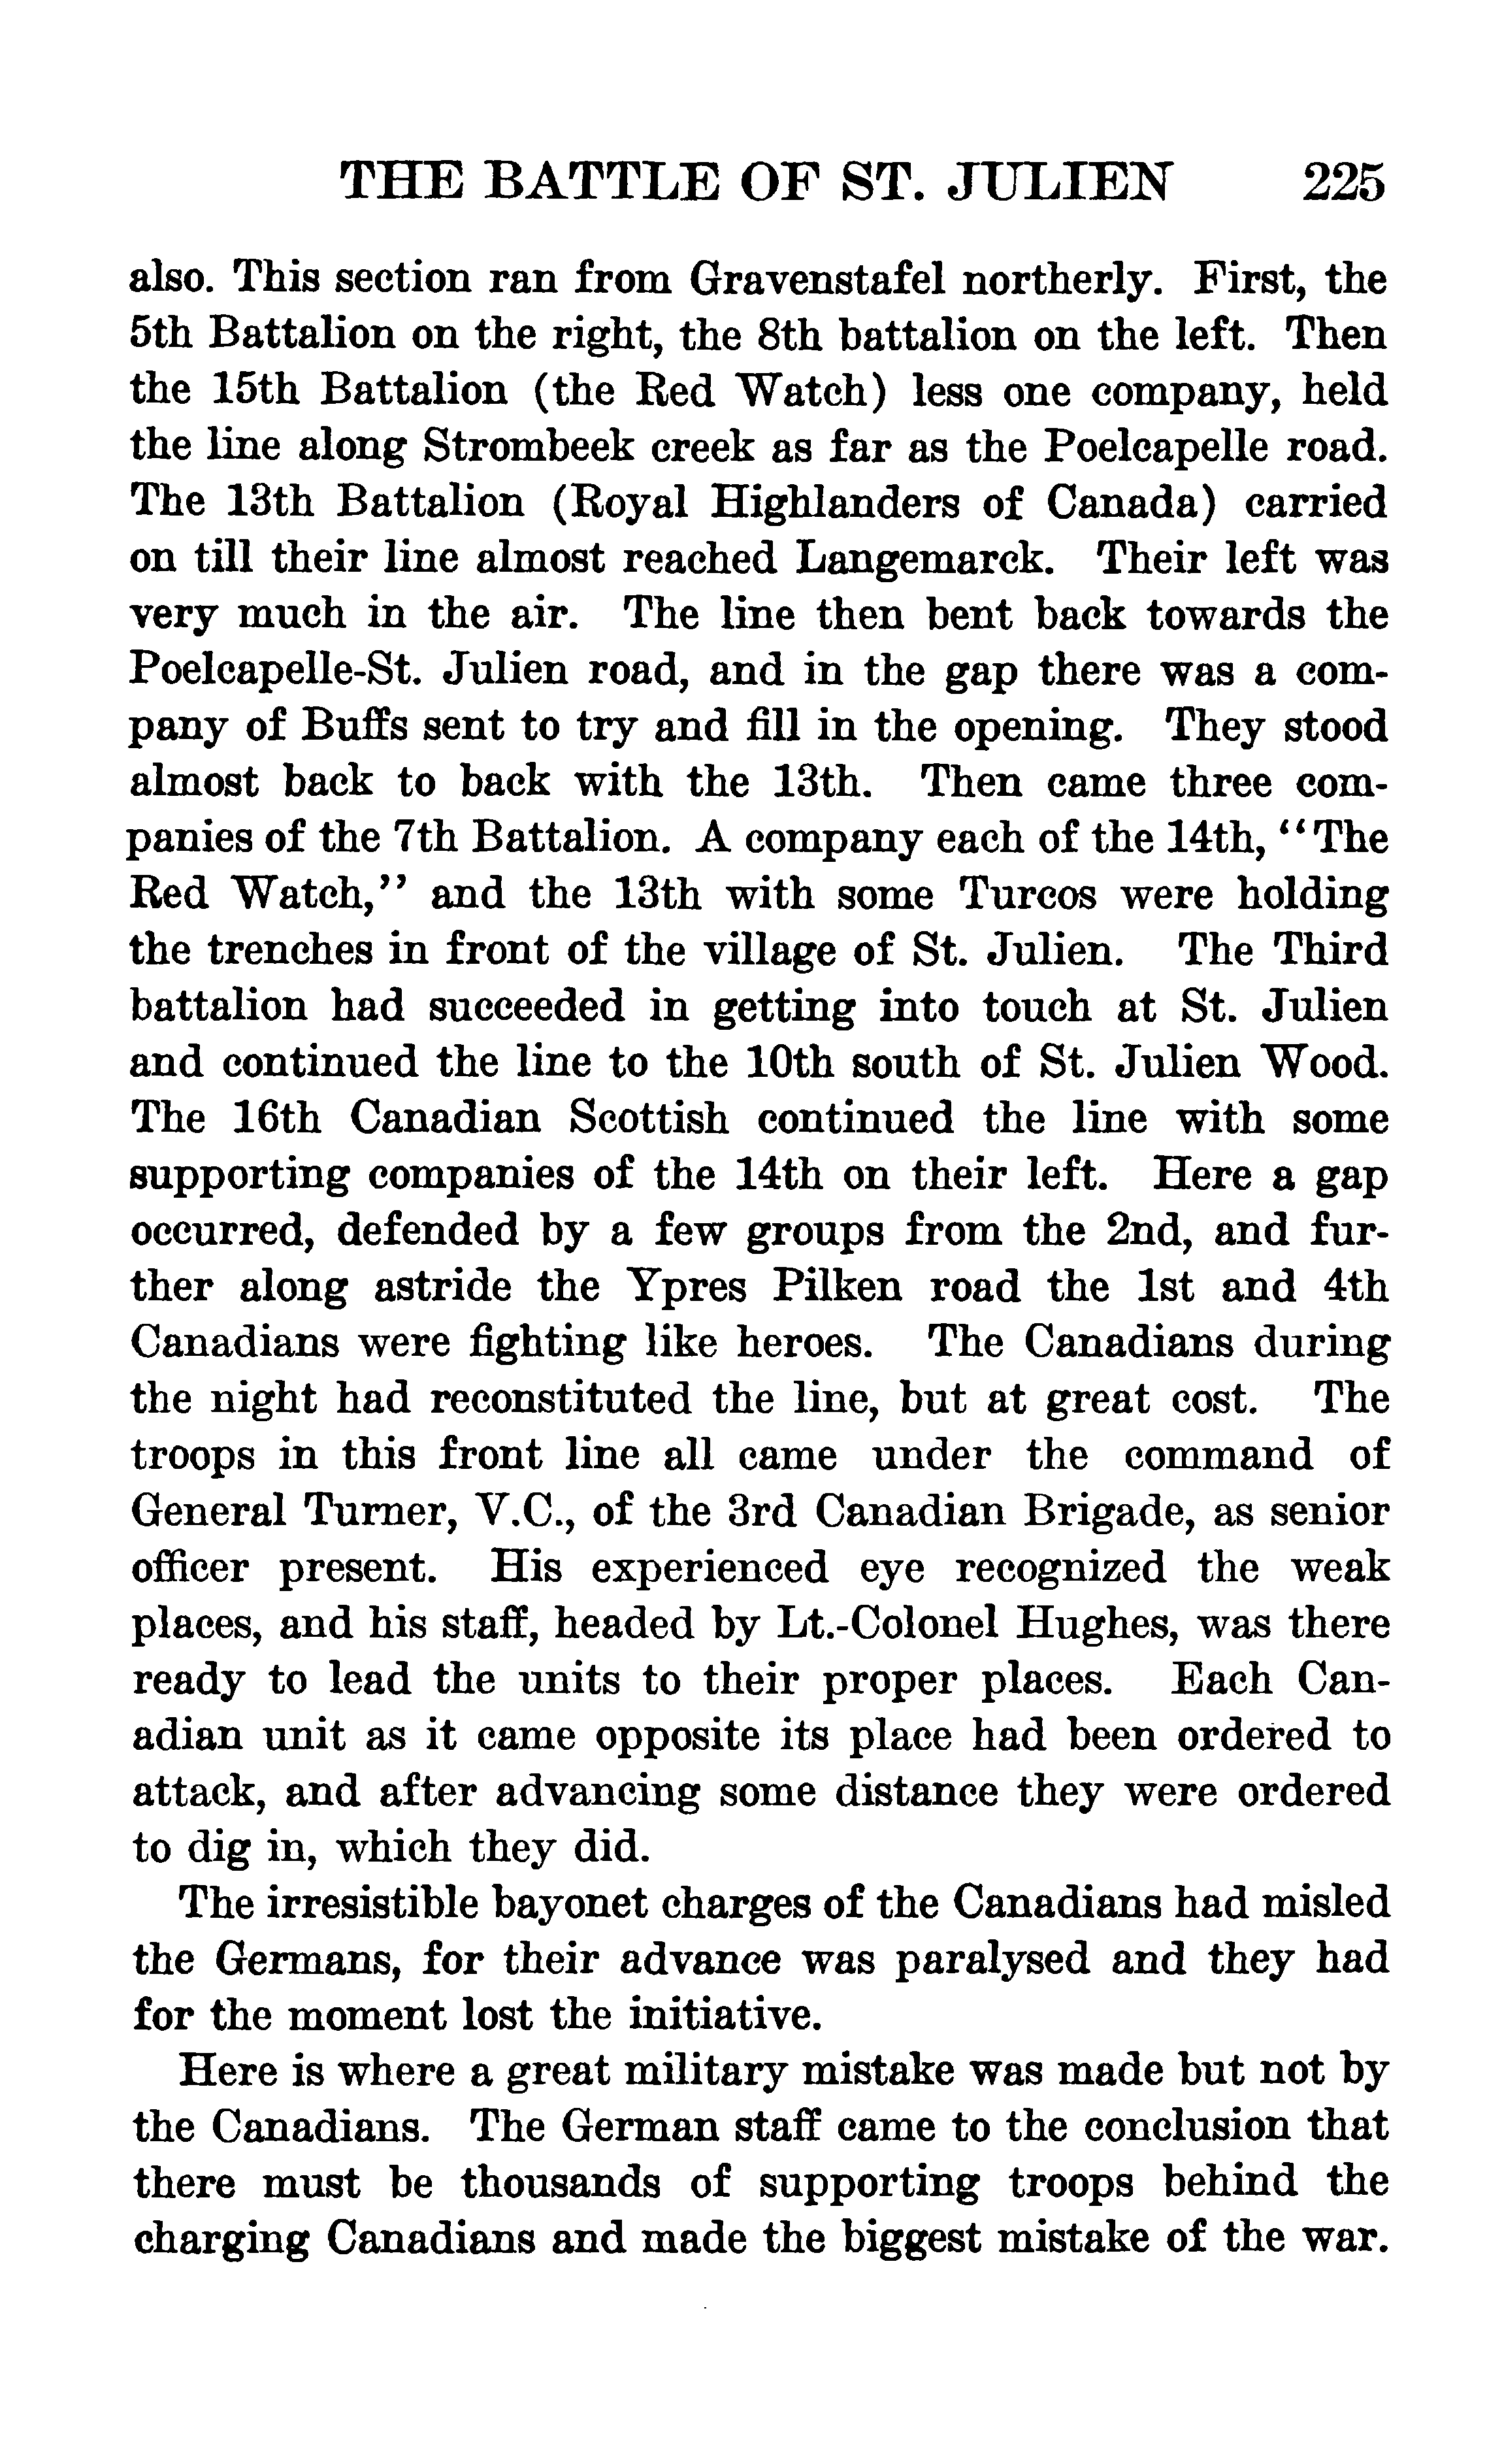 THE BATTLE OF ST. JULIEN 225
also. This section ran from Gravenstafel northerly. First, the
5th Battalion on the right, the 8th battalion on the left. Then
the 15th Battalion (the Red Watch) less one company, held
the line along Strombeek creek as far as the Poelcapelle road.
The 13th Battalion (Royal Highlanders of Canada) carried
on till their line almost reached Langemarck. Their left was
very much in the air. The line then bent back towards the
Poelcapelle-St. Julien road, and in the gap there was a com-
pany of Buffs sent to try and fill in the opening. They stood
almost back to back with the 13th. Then came three com-
panies of the 7th Battalion. A company each of the 14th, "The
Red Watch," and the 13th with some Turcos were holding
the trenches in front of the village of St. Julien. The Third
battalion had succeeded in getting into touch at St. Julien
and continued the line to the 10th south of St. Julien Wood.
The 16th Canadian Scottish continued the line with some
supporting companies of the 14th on their left. Here a gap
occurred, defended by a few groups from the 2nd, and fur-
ther along astride the Ypres Pilken road the 1st and 4th
Canadians were fighting like heroes. The Canadians during
the night had reconstituted the line, but at great cost. The
troops in this front line all came under the command of
General Turner, V.C., of the 3rd Canadian Brigade, as senior
officer present. His experienced eye recognized the weak
places, and his staff, headed by Lt.-Colonel Hughes, was there
ready to lead the units to their proper places. Each Can-
adian unit as it came opposite its place had been ordered to
attack, and after advancing some distance they were ordered
to dig in, which they did.
The irresistible bayonet charges of the Canadians had misled
the Germans, for their advance was paralysed and they had
for the moment lost the initiative.
Here is where a great military mistake was made but not by
the Canadians. The German staff came to the conclusion that
there must be thousands of supporting troops behind the
charging Canadians and made the biggest mistake of the war.